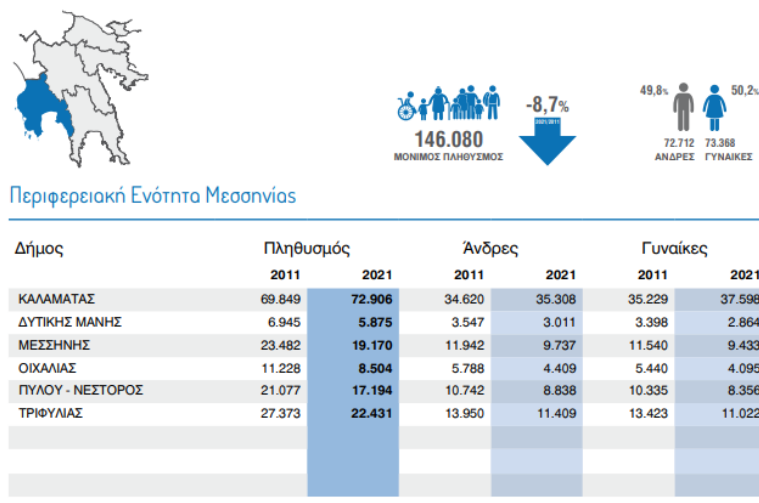 49,8% 50,2%
-8,7%
2021/2011
146.080
ΜΟΝΙΜΟΣ ΠΛΗΘΥΣΜΟΣ
72.712 73.368
ΑΝΔΡΕΣ ΓΥΝΑΙΚΕΣ
Περιφερειακή Ενότητα Μεσσηνίας
Δήμος Πληθυσμός Άνδρες Γυναίκες
2011 2021 2011 2021 2011 2021
ΚΑΛΑΜΑΤΑΣ 69.849 72.906 34.620 35.308 35.229 37.598
ΔΥΤΙΚΗΣ ΜΑΝΗΣ 6.945 5.875 3.547 3.011 3.398 2.864
ΜΕΣΣΗΝΗΣ 23.482 19.170 11.942 9.737 11.540 9.433
ΟΙΧΑΛΙΑΣ 11.228 8.504 5.788 4.409 5.440 4.095
ΠΥΛΟΥ - ΝΕΣΤΟΡΟΣ 21.077 17.194 10.742 8.838 10.335 8.356
ΤΡΙΦΥΛΙΑΣ 27.373 22.431 13.950 11.409 13.423 11.022